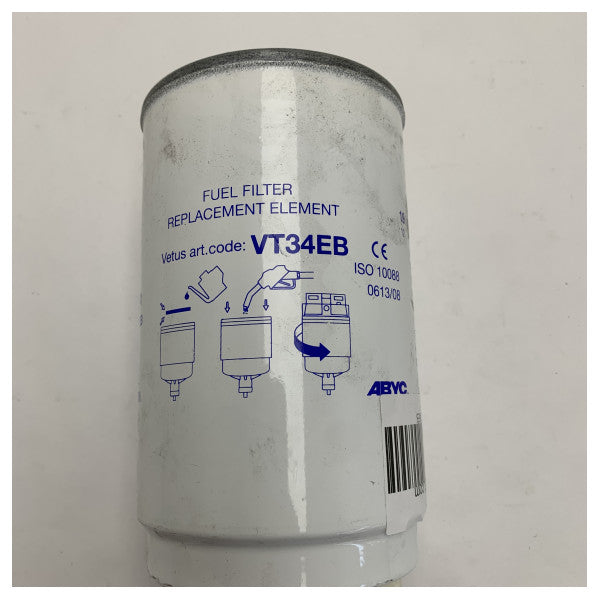 FUEL FILTER
REPLACEMENT ELEMENT
Vetus art.code: VT34EB
CE
ISO 10088
0613/08
ABYC